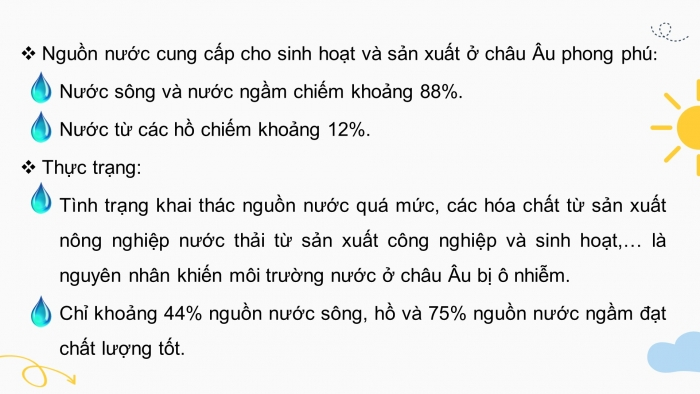 ❖ Nguồn nước cung cấp cho sinh hoạt và sản xuất ở châu Âu phong phú:
Nước sông và nước ngầm chiếm khoảng 88%.
Nước từ các hồ chiếm khoảng 12%.
❖ Thực trạng:
Tình trạng khai thác nguồn nước quá mức, các hóa chất từ sản xuất
nông nghiệp nước thải từ sản xuất công nghiệp và sinh hoạt,… là
nguyên nhân khiến môi trường nước ở châu Âu bị ô nhiễm.
Chỉ khoảng 44% nguồn nước sông, hồ và 75% nguồn nước ngầm đạt
chất lượng tốt.